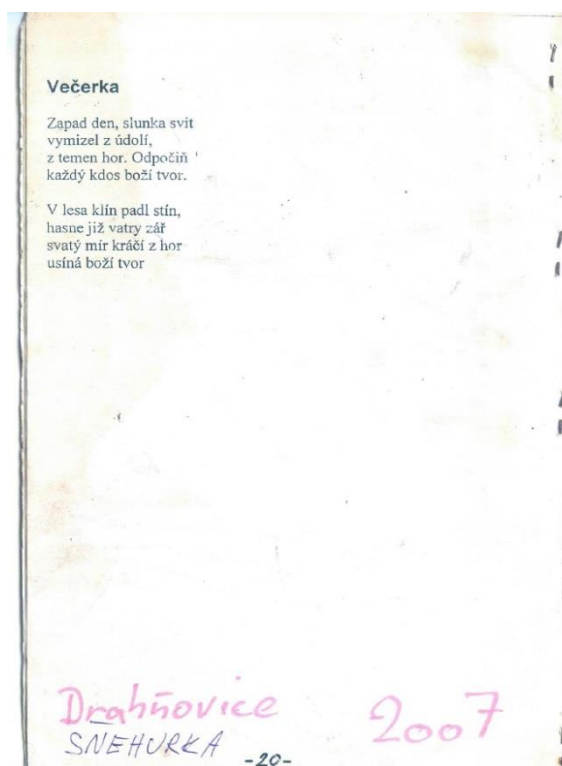 Večerka
Zapad den, slunka svit
vymizel z údolí,
z temen hor. Odpočiň
každý kdos boží tvor.
V lesa klín padl stín,
hasne již vatry zář
svatý mír kráčí z hor
usíná boží tvor
Drahňovice 2007
SNEHURKA
-20-